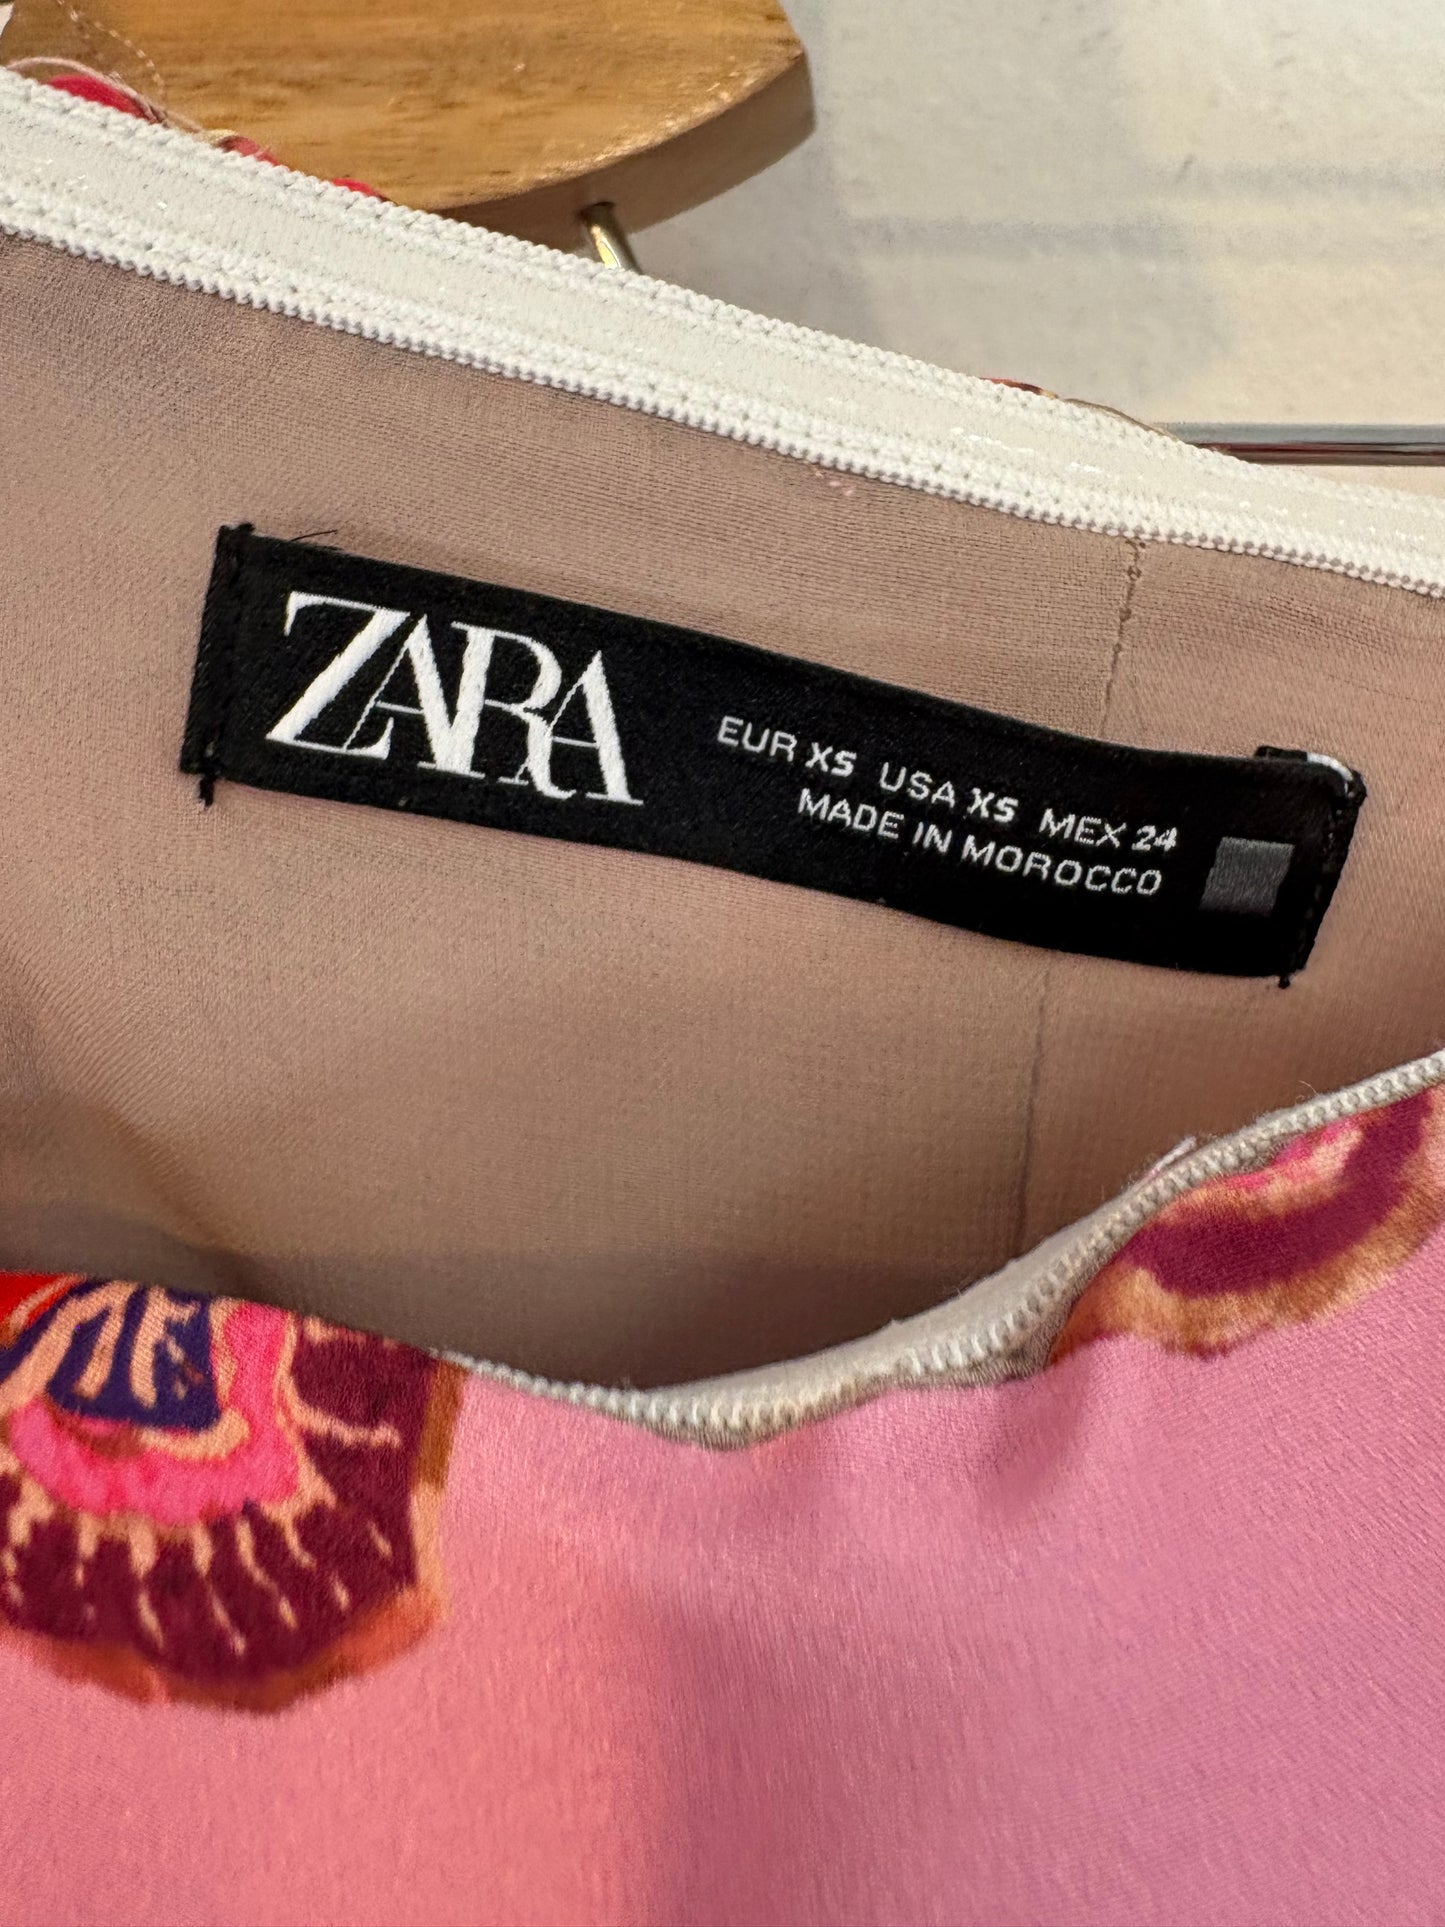 ZARA
EUR XS USA XS MEX 24
MADE IN MOROCCO